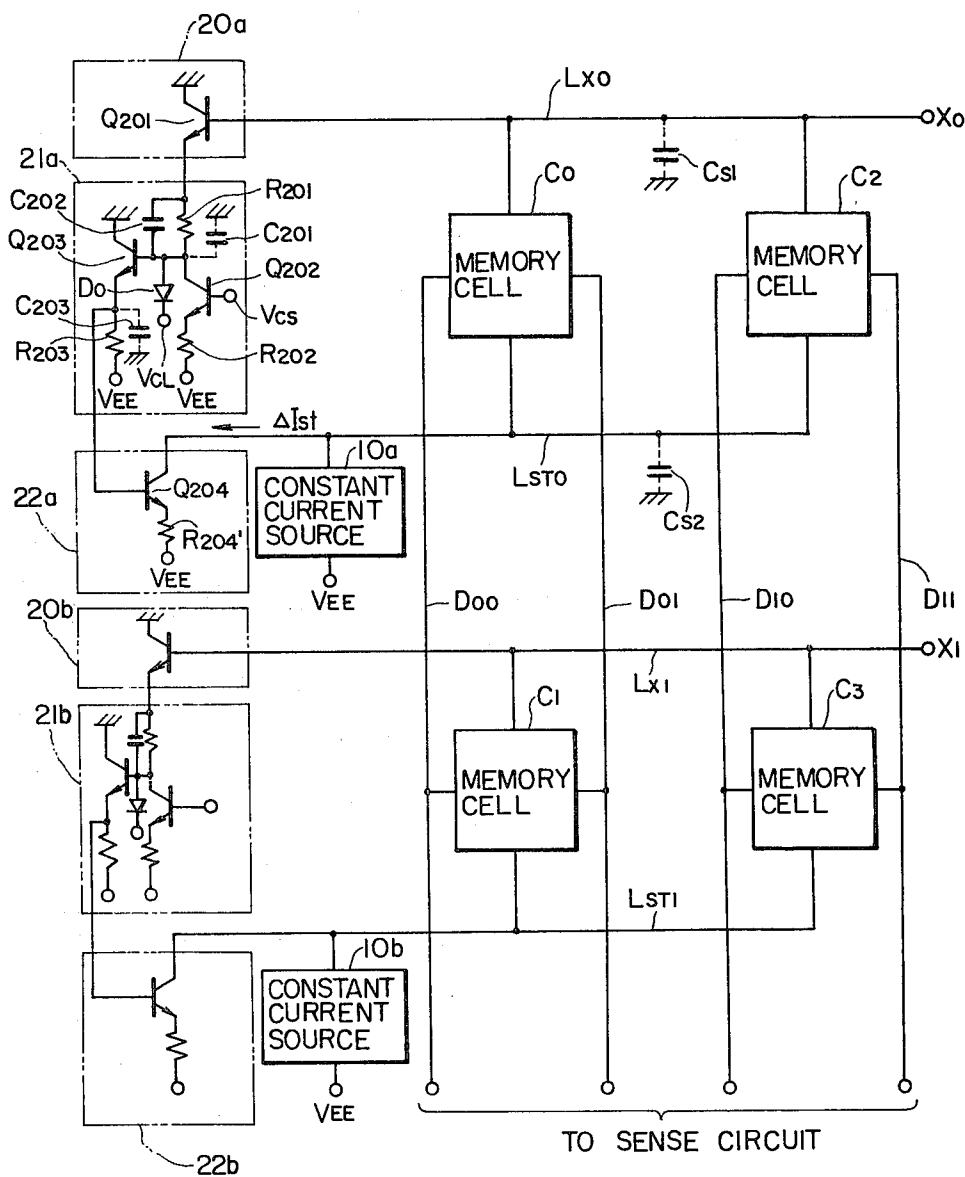 20a
LX0
X0
Q201
21a
CS1
C0
C2
C202
R201
C201
Q203
Q202
MEMORY
CELL
MEMORY
CELL
D0
VCS
C203
R203
R202
VEE
VCL
VEE
ΔIst
10a
LST0
CS2
CONSTANT
CURRENT
SOURCE
Q204
22a
R204'
VEE
VEE
D00
D01
D10
D11
20b
X1
LX1
21b
C1
C3
MEMORY
CELL
MEMORY
CELL
LST1
10b
CONSTANT
CURRENT
SOURCE
VEE
TO SENSE CIRCUIT
22b